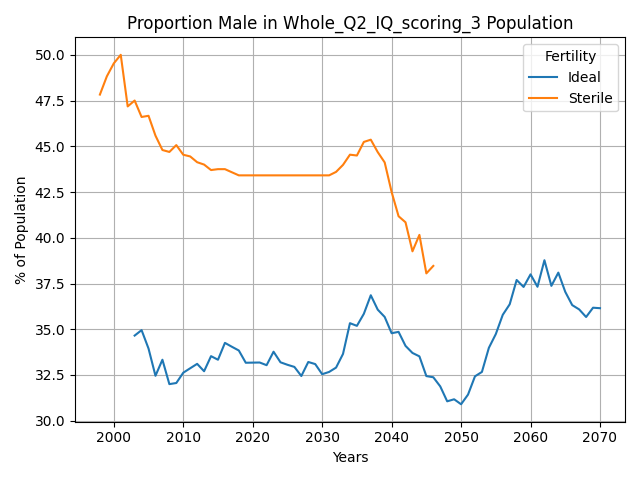 Proportion Male in Whole_Q2_IQ_scoring_3 Population
Fertility
Ideal
Sterile
% of Population
50.0
47.5
45.0
42.5
40.0
37.5
35.0
32.5
30.0
2000 2010 2020 2030 2040 2050 2060 2070
Years